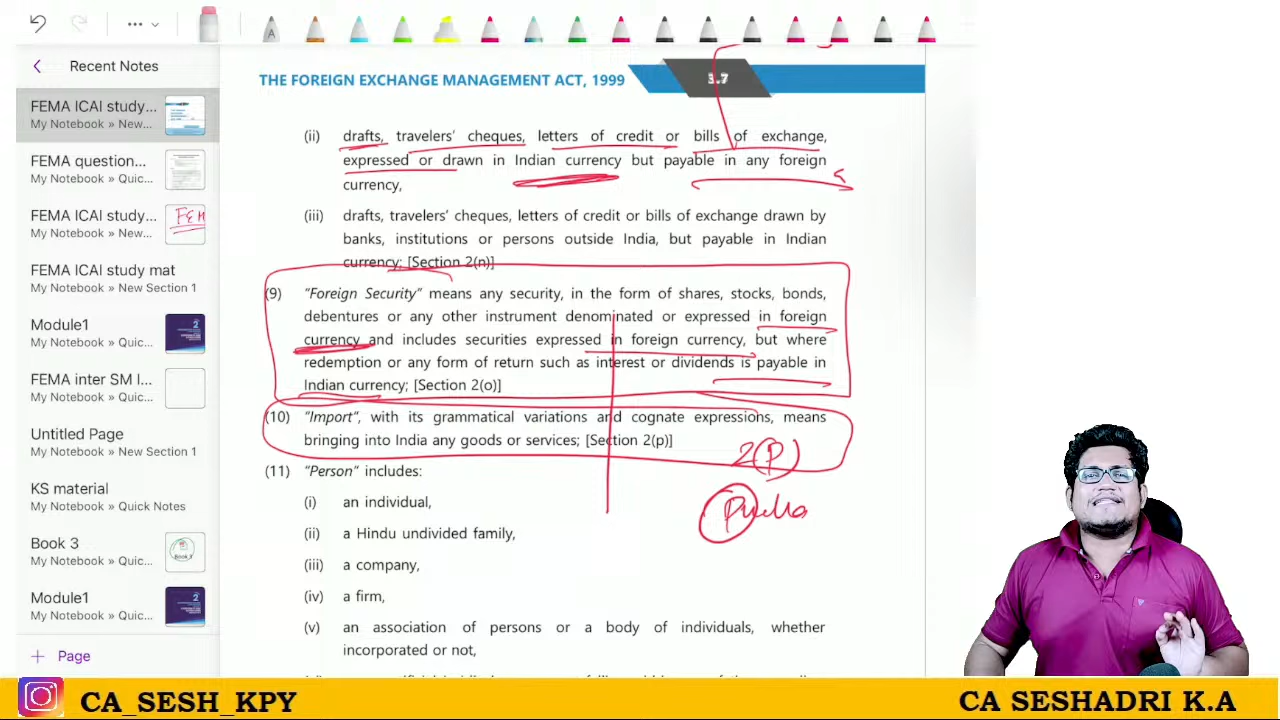 Recent Notes
FEMA ICAI study...
My Notebook » New...
FEMA question...
My Notebook » Quic...
FEMA ICAI study...
My Notebook » New...
FEMA ICAI study mat
My Notebook » New Section 1
Module1
My Notebook » Quic...
FEMA inter SM I...
My Notebook » Quic...
Untitled Page
My Notebook » New Section 1
KS material
My Notebook » Quick Notes
Book 3
My Notebook » Quic...
Book 3
Module1
My Notebook » Quic...
+ Page
THE FOREIGN EXCHANGE MANAGEMENT ACT, 1999
3.7
(ii) drafts, travelers' cheques, letters of credit or bills of exchange,
expressed or drawn in Indian currency but payable in any foreign
currency,
(iii) drafts, travelers' cheques, letters of credit or bills of exchange drawn by
banks, institutions or persons outside India, but payable in Indian
currency; [Section 2(n)]
(9) "Foreign Security" means any security, in the form of shares, stocks, bonds,
debentures or any other instrument denominated or expressed in foreign
currency and includes securities expressed in foreign currency, but where
redemption or any form of return such as interest or dividends is payable in
Indian currency; [Section 2(o)]
(10) "Import", with its grammatical variations and cognate expressions, means
bringing into India any goods or services; [Section 2(p)]
2(P)
(11) "Person" includes:
(i) an individual,
(ii) a Hindu undivided family,
(iii) a company,
(iv) a firm,
(v) an association of persons or a body of individuals, whether
incorporated or not,
CA_SESH_KPY
CA SESHADRI K.A